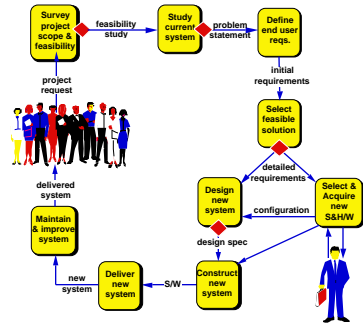 Survey
project
scope &
feasibility
feasibility
study
Study
current
system
problem
statement
Define
end user
reqs.
initial
requirements
Select
feasible
solution
detailed
requirements
Select &
Acquire
new
S&H/W
configuration
Design
new
system
design spec
Construct
new system
S/W
Deliver
new
system
new
system
Maintain
& improve
system
delivered
system
project
request